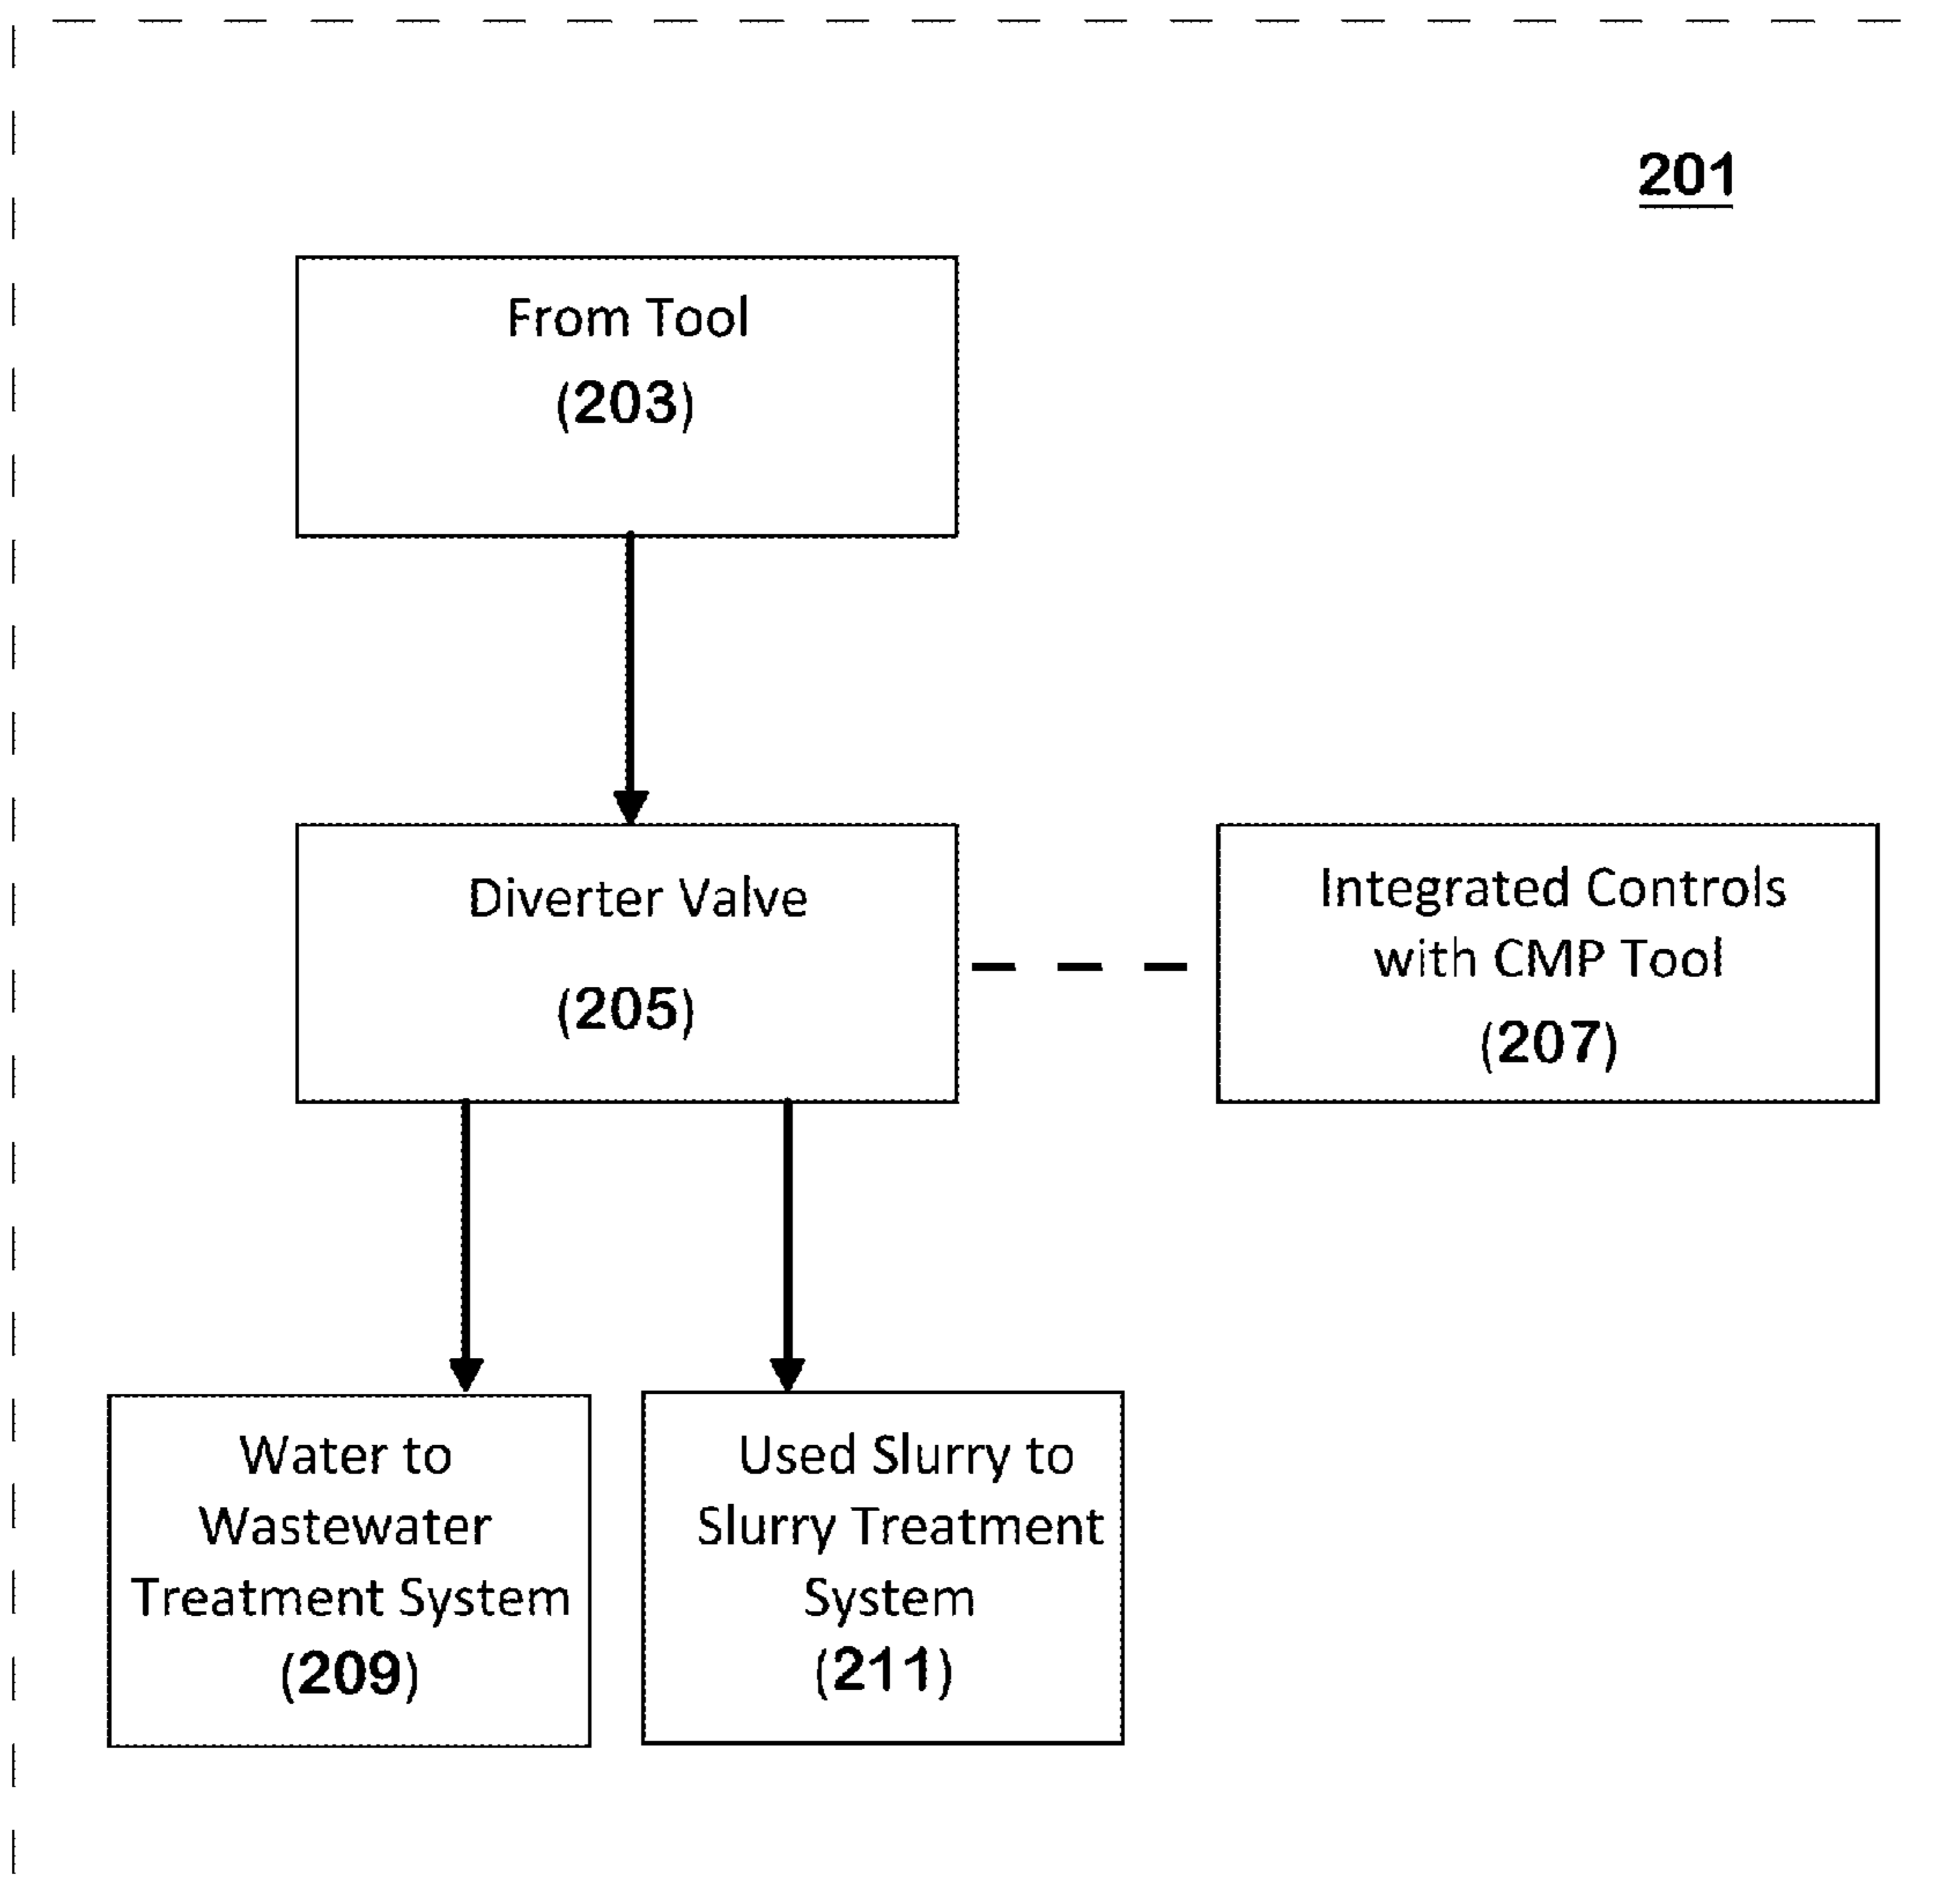 201
From Tool
(203)
Diverter Valve
(205)
Integrated Controls
with CMP Tool
(207)
Water to
Wastewater
Treatment System
(209)
Used Slurry to
Slurry Treatment
System
(211)